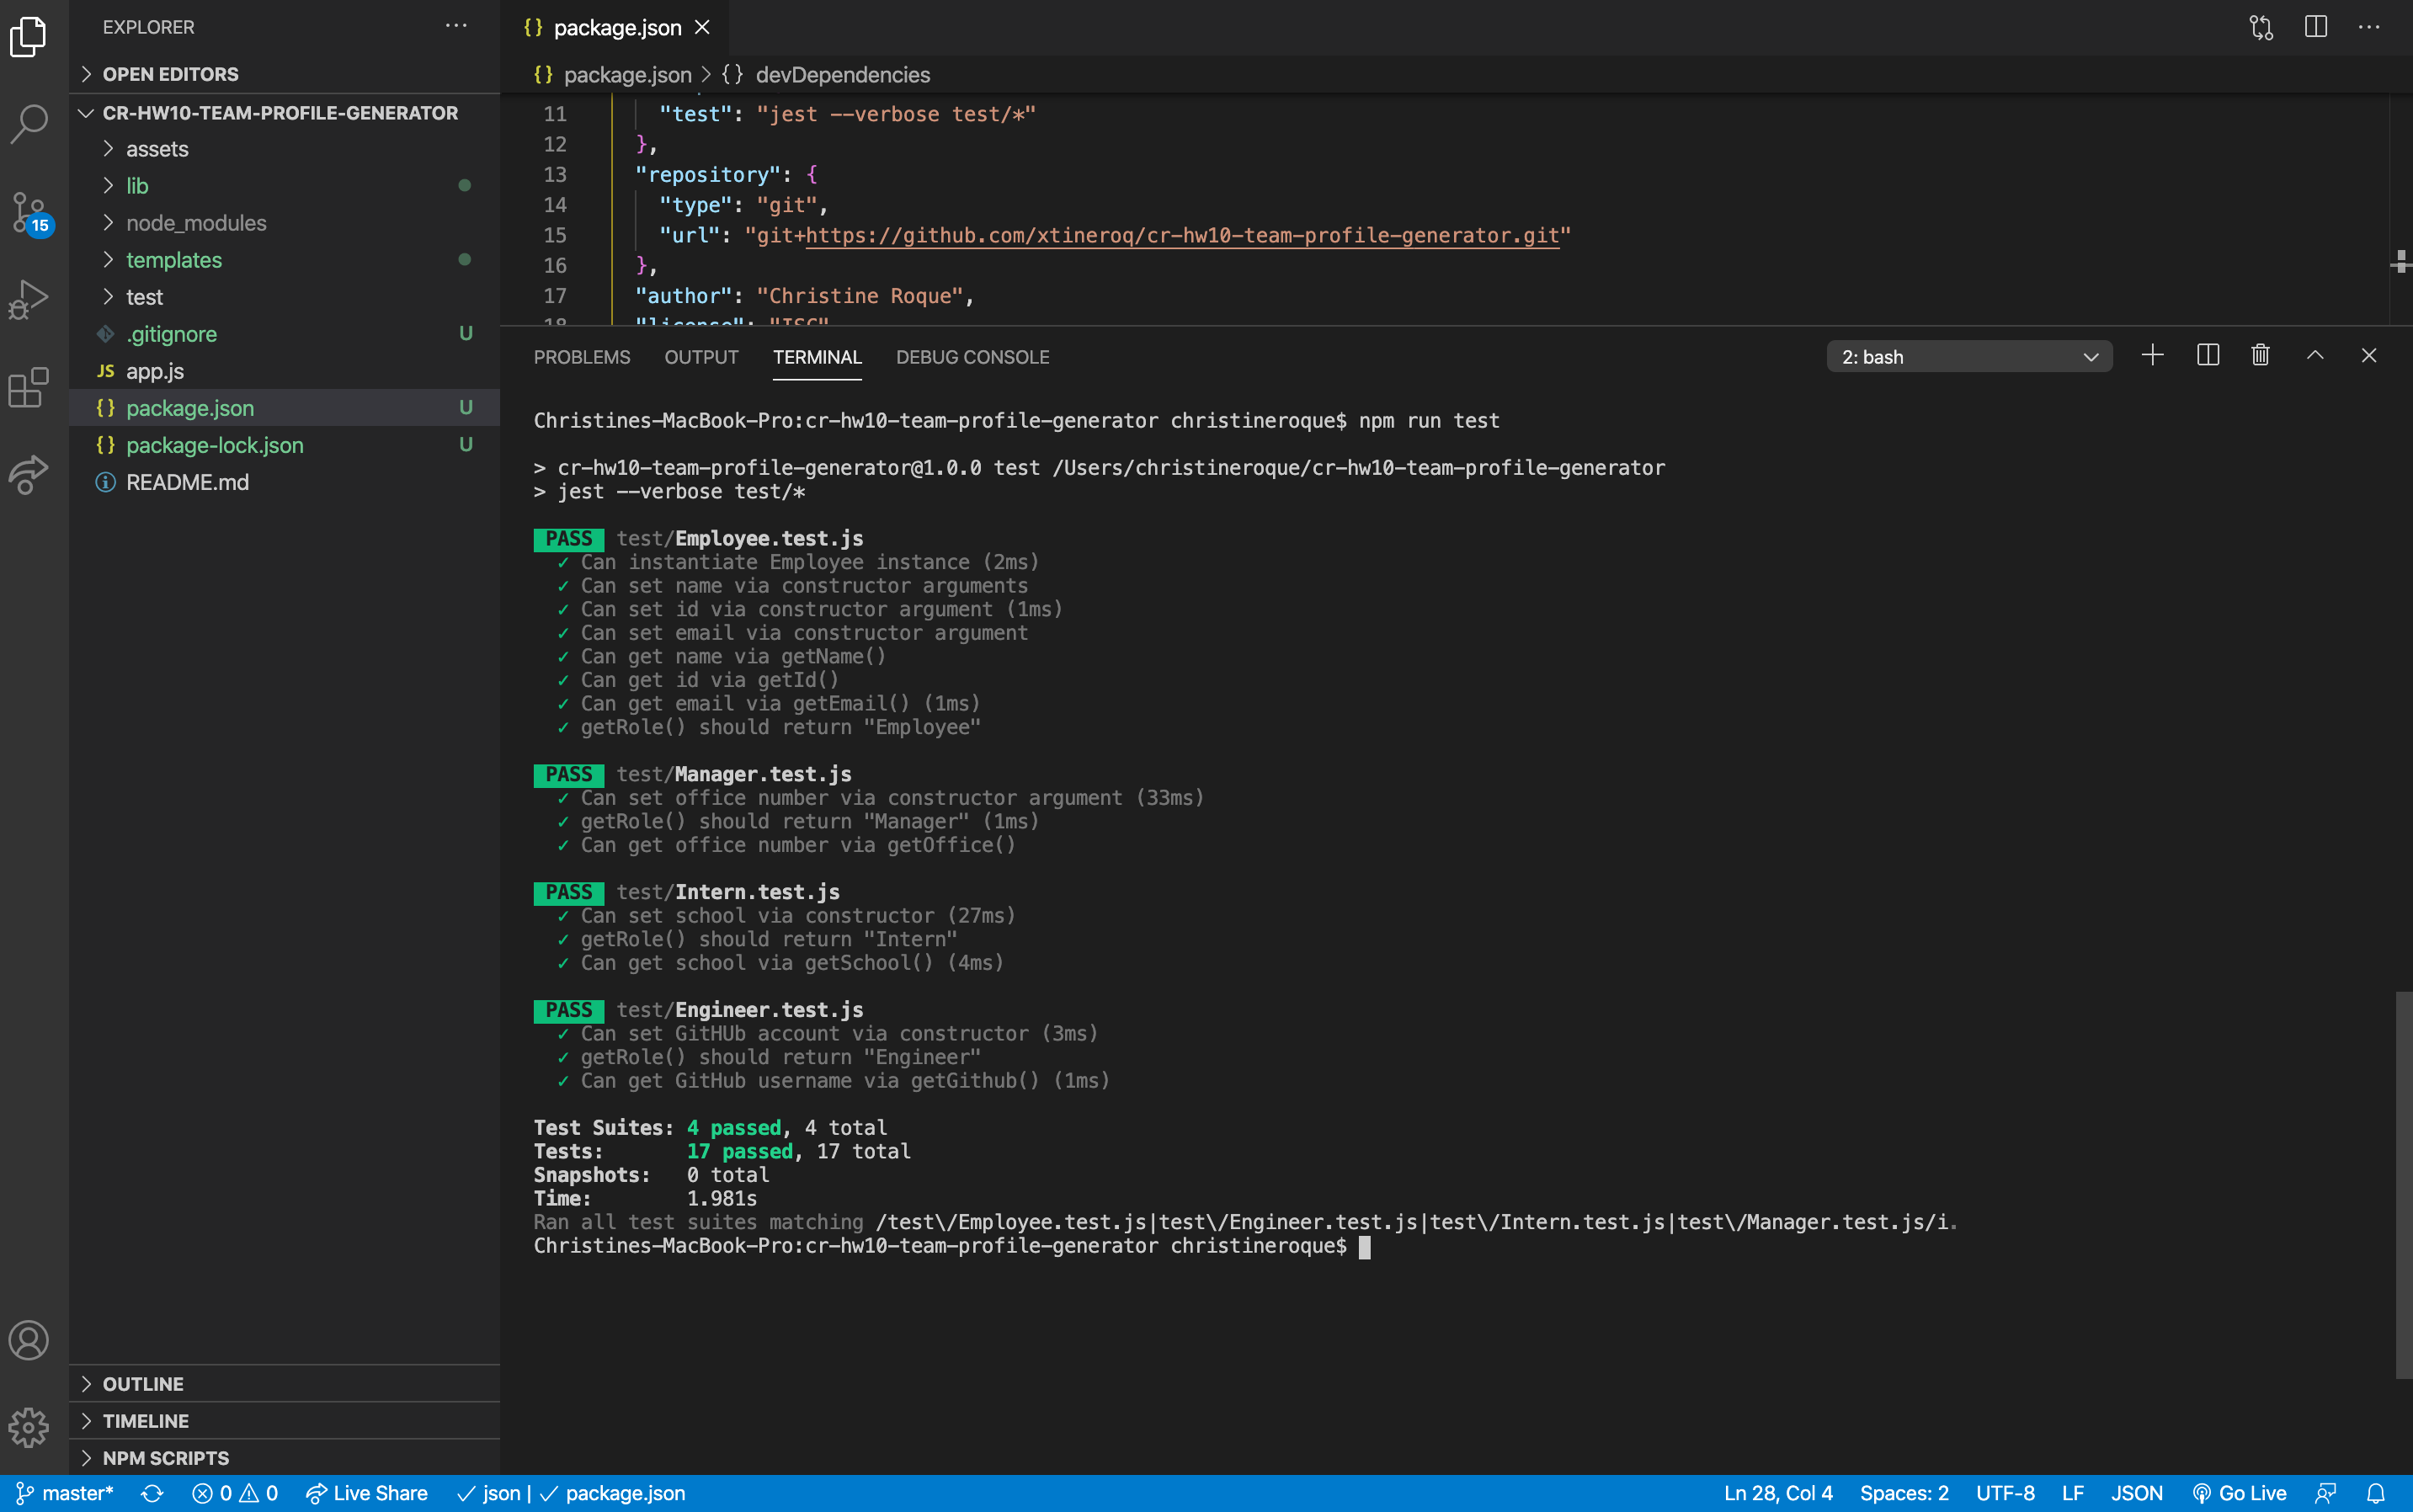 EXPLORER
OPEN EDITORS
CR-HW10-TEAM-PROFILE-GENERATOR
assets
lib
node_modules
templates
test
.gitignore U
JS app.js
{} package.json U
{} package-lock.json U
README.md
OUTLINE
TIMELINE
NPM SCRIPTS
15
{} package.json
{} package.json > {} devDependencies
11 "test": "jest --verbose test/*"
12 },
13 "repository": {
14 "type": "git",
15 "url": "git+https://github.com/xtineroq/cr-hw10-team-profile-generator.git"
16 },
17 "author": "Christine Roque",
18 "license": "ISC"
PROBLEMS OUTPUT TERMINAL DEBUG CONSOLE 2: bash
Christines-MacBook-Pro:cr-hw10-team-profile-generator christineroque$ npm run test
> cr-hw10-team-profile-generator@1.0.0 test /Users/christineroque/cr-hw10-team-profile-generator
> jest --verbose test/*
PASS test/Employee.test.js
✓ Can instantiate Employee instance (2ms)
✓ Can set name via constructor arguments
✓ Can set id via constructor argument (1ms)
✓ Can set email via constructor argument
✓ Can get name via getName()
✓ Can get id via getId()
✓ Can get email via getEmail() (1ms)
✓ getRole() should return "Employee"
PASS test/Manager.test.js
✓ Can set office number via constructor argument (33ms)
✓ getRole() should return "Manager" (1ms)
✓ Can get office number via getOffice()
PASS test/Intern.test.js
✓ Can set school via constructor (27ms)
✓ getRole() should return "Intern"
✓ Can get school via getSchool() (4ms)
PASS test/Engineer.test.js
✓ Can set GitHUb account via constructor (3ms)
✓ getRole() should return "Engineer"
✓ Can get GitHub username via getGithub() (1ms)
Test Suites: 4 passed, 4 total
Tests: 17 passed, 17 total
Snapshots: 0 total
Time: 1.981s
Ran all test suites matching /test\/Employee.test.js|test\/Engineer.test.js|test\/Intern.test.js|test\/Manager.test.js/i.
Christines-MacBook-Pro:cr-hw10-team-profile-generator christineroque$
master* 0 0 Live Share ✓ json | ✓ package.json Ln 28, Col 4 Spaces: 2 UTF-8 LF JSON Go Live